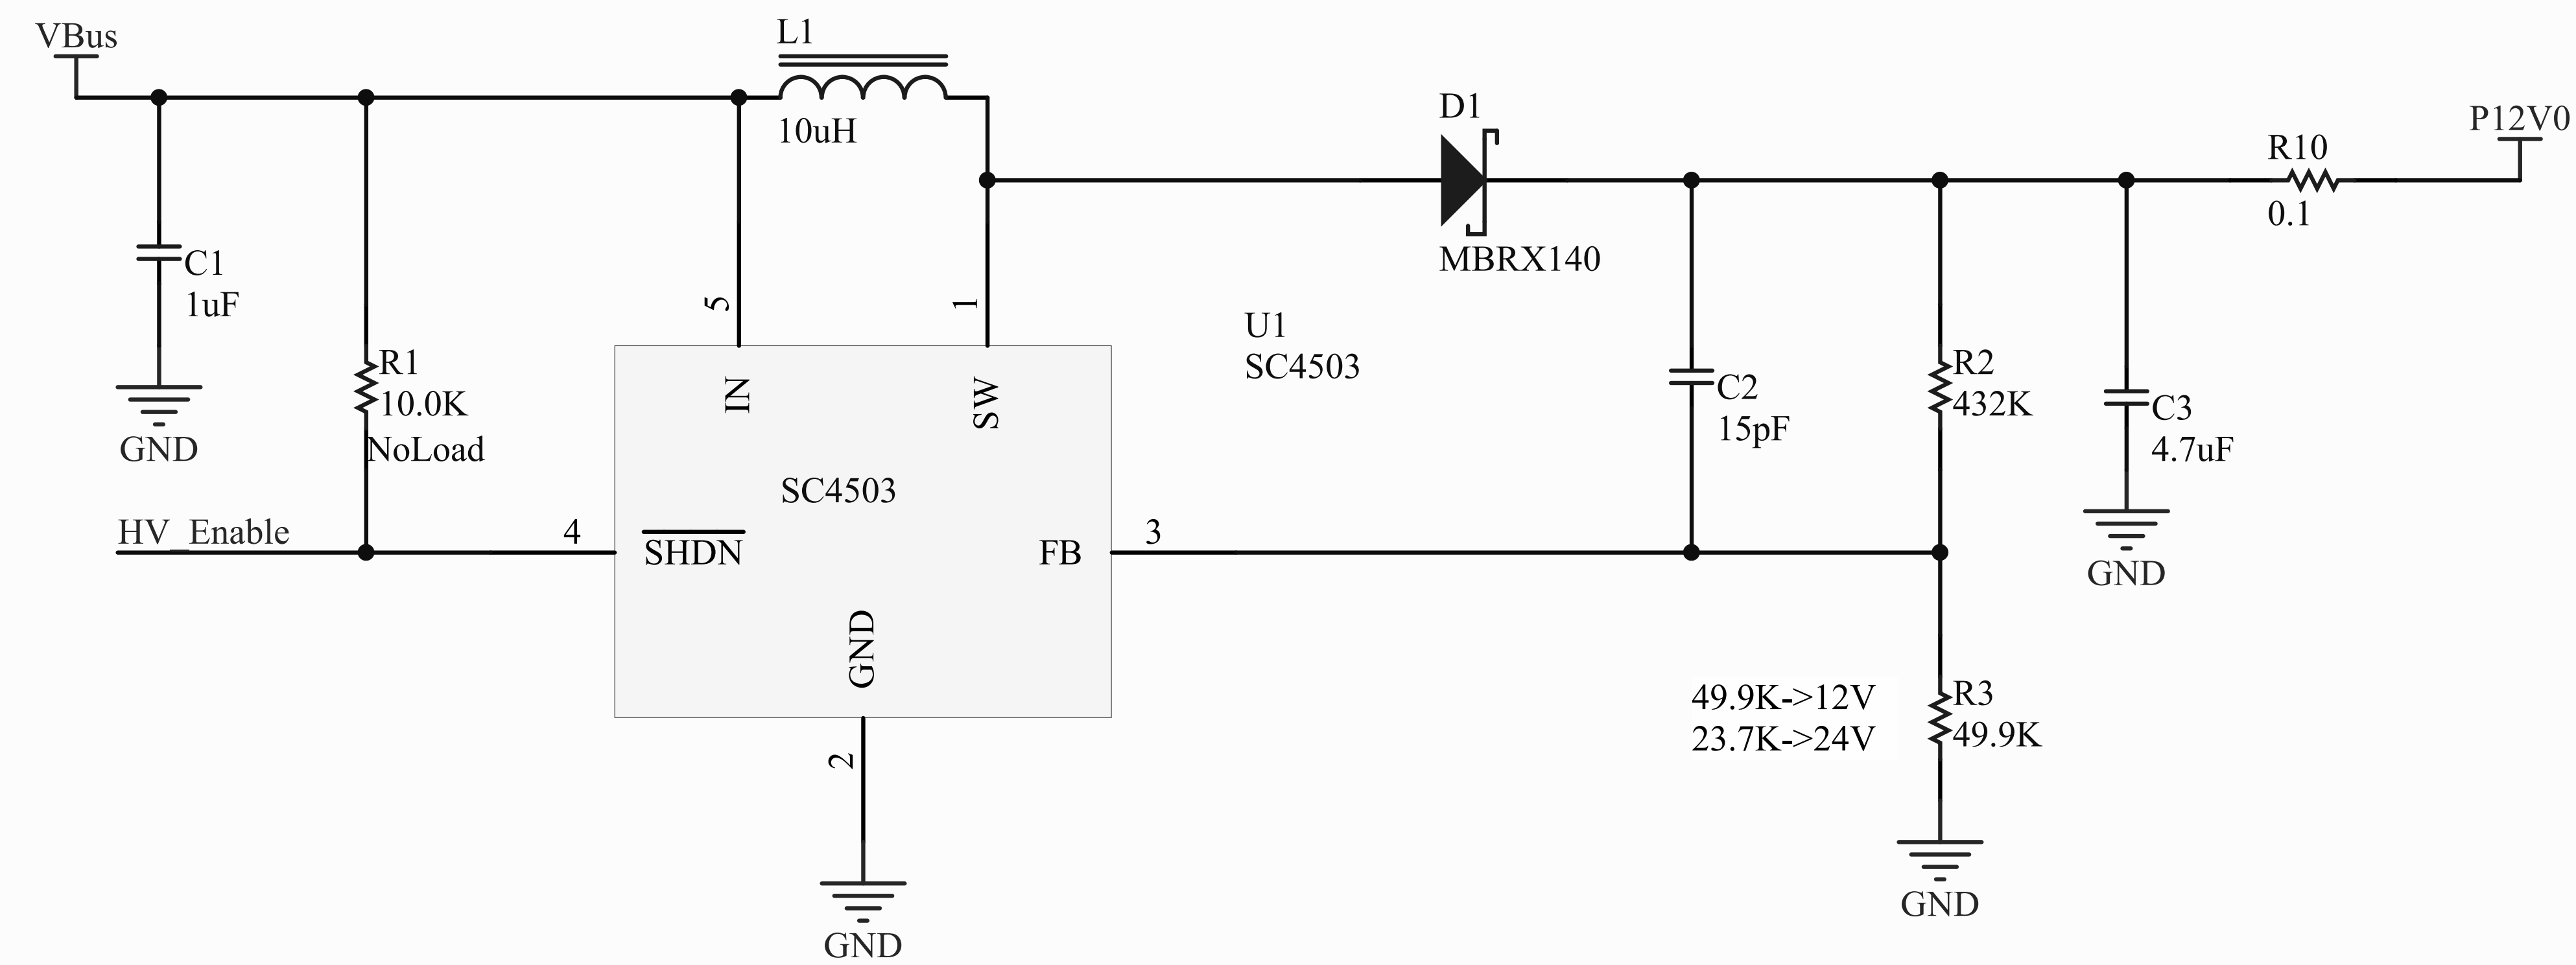 VBus
L1
10uH
D1
MBRX140
P12V0
R10
0.1
C1
1uF
GND
R1
10.0K
NoLoad
5
1
U1
SC4503
C2
15pF
R2
432K
C3
4.7uF
GND
IN
SW
SC4503
HV_Enable
4
SHDN
FB
3
GND
2
GND
49.9K->12V
23.7K->24V
R3
49.9K
GND